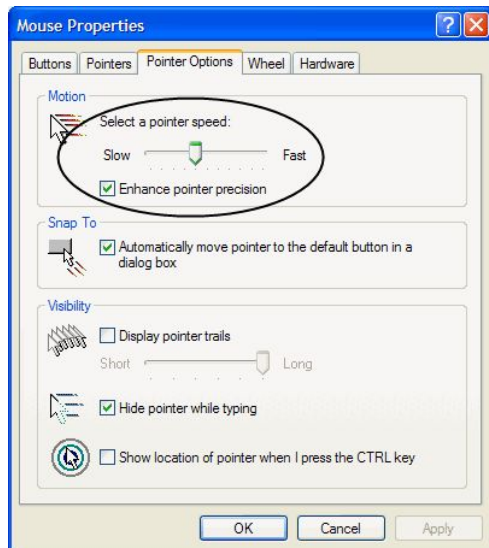 Mouse Properties
Buttons Pointers Pointer Options Wheel Hardware
Motion
Select a pointer speed:
Slow Fast
Enhance pointer precision
Snap To
Automatically move pointer to the default button in a
dialog box
Visibility
Display pointer trails
Short Long
Hide pointer while typing
Show location of pointer when I press the CTRL key
OK Cancel Apply